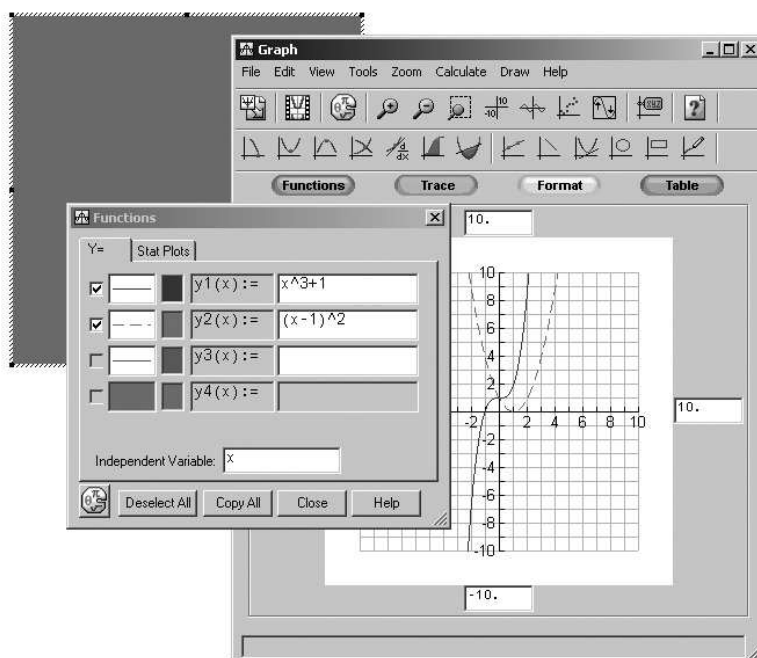 Graph
File Edit View Tools Zoom Calculate Draw Help
Functions Trace Format Table
10.
Functions
Y= Stat Plots
y1(x):= x^3+1
y2(x):= (x-1)^2
y3(x):=
y4(x):=
Independent Variable: x
Deselect All Copy All Close Help
10
8
6
4
2
-2 2 4 6 8 10
-2
-4
-6
-8
-10
10.
-10.